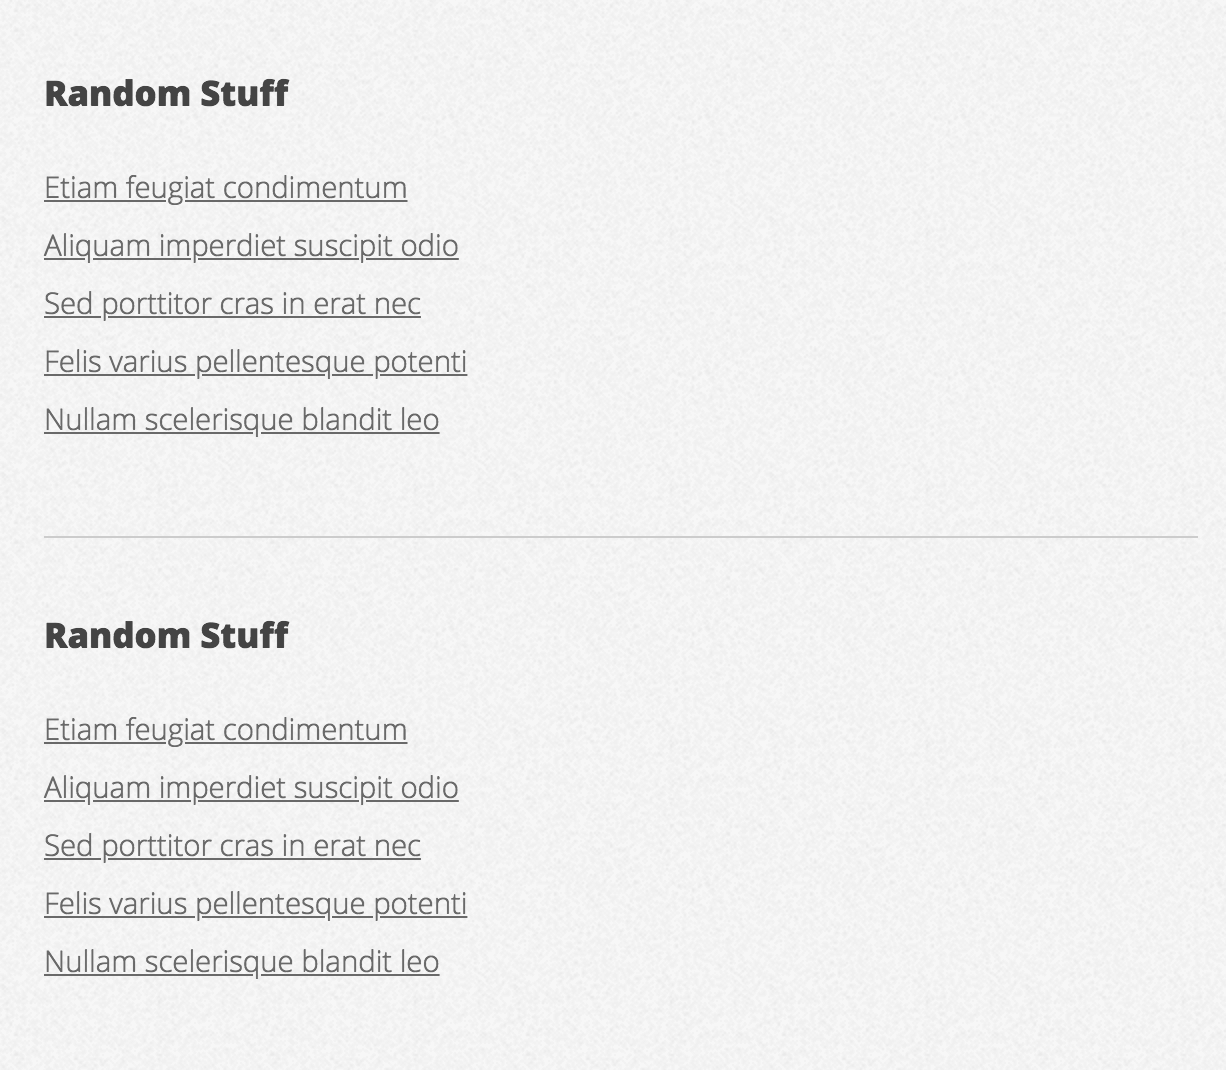 Random Stuff
Etiam feugiat condimentum
Aliquam imperdiet suscipit odio
Sed porttitor cras in erat nec
Felis varius pellentesque potenti
Nullam scelerisque blandit leo
Random Stuff
Etiam feugiat condimentum
Aliquam imperdiet suscipit odio
Sed porttitor cras in erat nec
Felis varius pellentesque potenti
Nullam scelerisque blandit leo